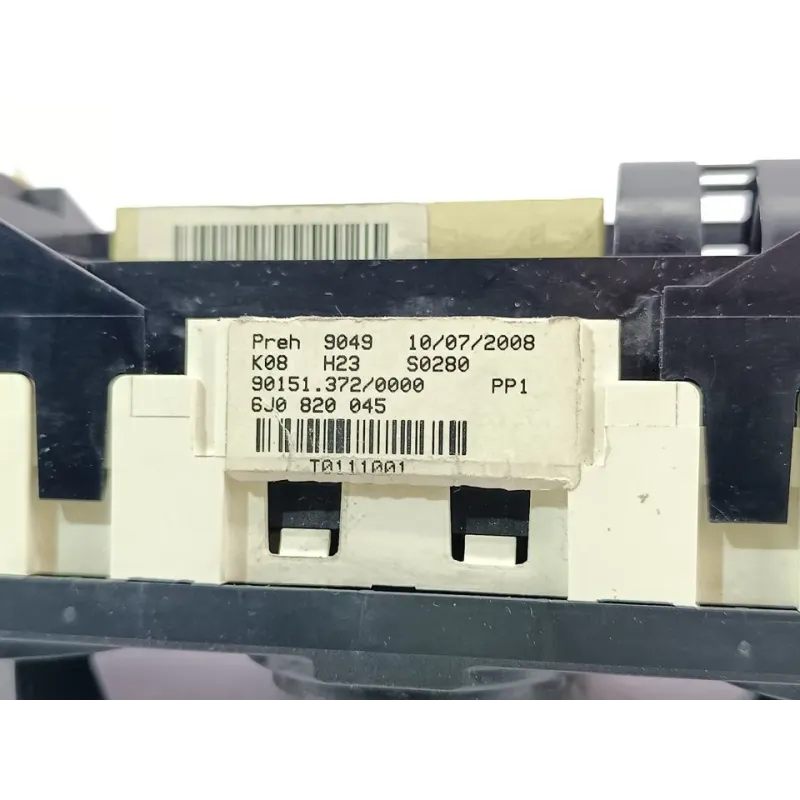 Preh 9049 10/07/2008
K08 H23 S0280
90151.372/0000 PP1
6J0 820 045
T0111001